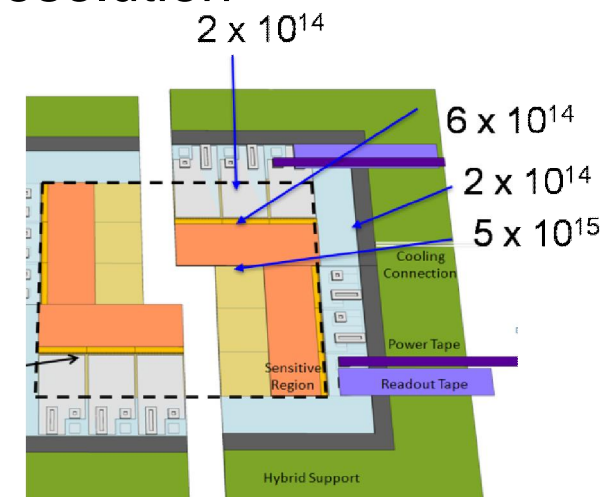 2 x 10¹⁴
6 x 10¹⁴
2 x 10¹⁴
5 x 10¹⁵
Cooling
Connection
Power Tape
Sensitive
Region
Readout Tape
Hybrid Support